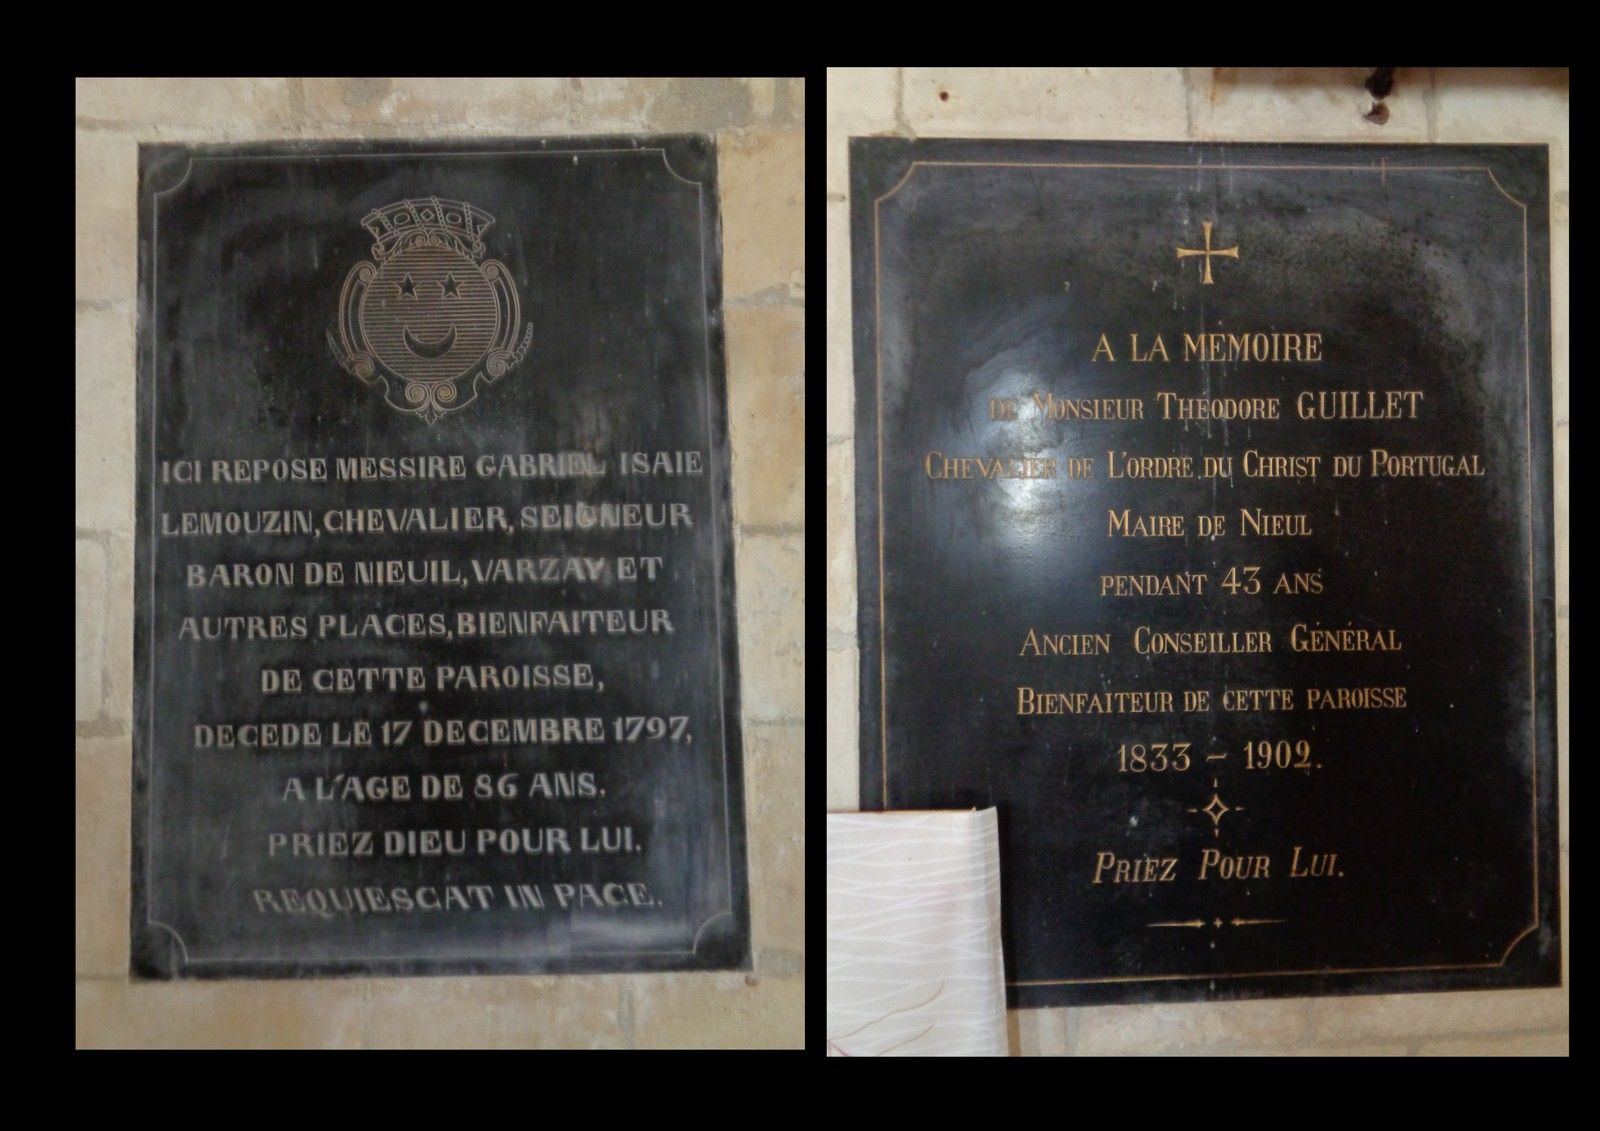 ICI REPOSE MESSIRE GABRIEL ISAIE
LEMOUZIN, CHEVALIER, SEIGNEUR
BARON DE NIEUIL, VARZAY ET
AUTRES PLACES, BIENFAITEUR
DE CETTE PAROISSE,
DECEDE LE 17 DECEMBRE 1797,
A L'AGE DE 86 ANS.
PRIEZ DIEU POUR LUI.
REQUIESCAT IN PACE.
A LA MEMOIRE
DE MONSIEUR THEODORE GUILLET
CHEVALIER DE L'ORDRE DU CHRIST DU PORTUGAL
MAIRE DE NIEUL
PENDANT 43 ANS
ANCIEN CONSEILLER GÉNÉRAL
BIENFAITEUR DE CETTE PAROISSE
1833 - 1902.
PRIEZ POUR LUI.